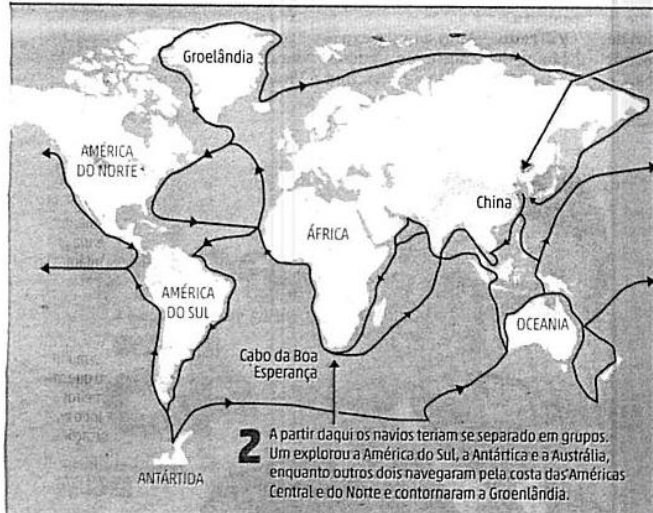 Groelândia
AMÉRICA
DO NORTE
China
ÁFRICA
AMÉRICA
DO SUL
OCEANIA
Cabo da Boa
Esperança
2 A partir daqui os navios teriam se separado em grupos.
Um explorou a América do Sul, a Antártica e a Austrália,
enquanto outros dois navegaram pela costa das Américas
Central e do Norte e contornaram a Groenlândia.
ANTÁRTIDA